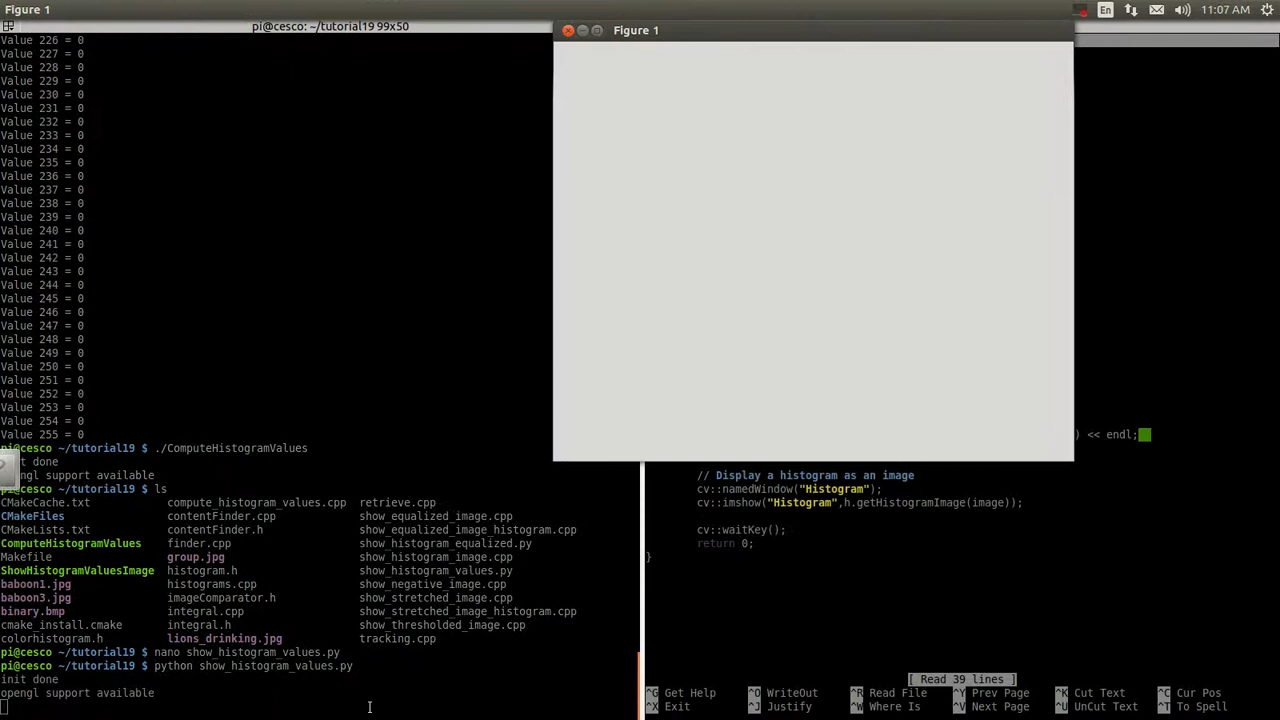 Figure 1
En
11:07 AM
pi@cesco: ~/tutorial19 99x50
Figure 1
Value 226 = 0
Value 227 = 0
Value 228 = 0
Value 229 = 0
Value 230 = 0
Value 231 = 0
Value 232 = 0
Value 233 = 0
Value 234 = 0
Value 235 = 0
Value 236 = 0
Value 237 = 0
Value 238 = 0
Value 239 = 0
Value 240 = 0
Value 241 = 0
Value 242 = 0
Value 243 = 0
Value 244 = 0
Value 245 = 0
Value 246 = 0
Value 247 = 0
Value 248 = 0
Value 249 = 0
Value 250 = 0
Value 251 = 0
Value 252 = 0
Value 253 = 0
Value 254 = 0
Value 255 = 0
pi@cesco ~/tutorial19 $ ./ComputeHistogramValues
t done
ngl support available
pi@cesco ~/tutorial19 $ ls
CMakeCache.txt compute_histogram_values.cpp retrieve.cpp
CMakeFiles contentFinder.cpp show_equalized_image.cpp
CMakeLists.txt contentFinder.h show_equalized_image_histogram.cpp
ComputeHistogramValues finder.cpp show_histogram_equalized.py
Makefile group.jpg show_histogram_image.cpp
ShowHistogramValuesImage histogram.h show_histogram_values.py
baboon1.jpg histograms.cpp show_negative_image.cpp
baboon3.jpg imageComparator.h show_stretched_image.cpp
binary.bmp integral.cpp show_stretched_image_histogram.cpp
cmake_install.cmake integral.h show_thresholded_image.cpp
colorhistogram.h lions_drinking.jpg tracking.cpp
pi@cesco ~/tutorial19 $ nano show_histogram_values.py
pi@cesco ~/tutorial19 $ python show_histogram_values.py
init done
opengl support available
) << endl;
// Display a histogram as an image
cv::namedWindow("Histogram");
cv::imshow("Histogram",h.getHistogramImage(image));
cv::waitKey();
return 0;
}
[ Read 39 lines ]
^G Get Help ^O WriteOut ^R Read File ^Y Prev Page ^K Cut Text ^C Cur Pos
^X Exit ^J Justify ^W Where Is ^V Next Page ^U UnCut Text ^T To Spell